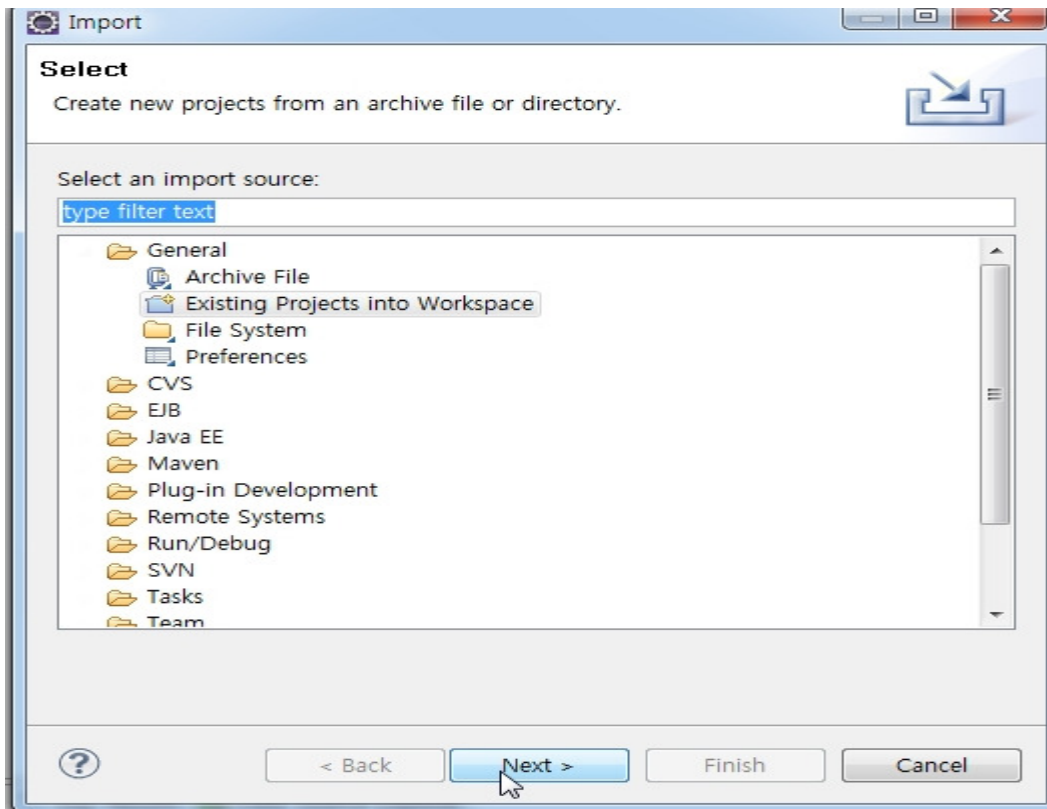 Import
Select
Create new projects from an archive file or directory.
Select an import source:
type filter text
General
Archive File
Existing Projects into Workspace
File System
Preferences
CVS
EJB
Java EE
Maven
Plug-in Development
Remote Systems
Run/Debug
SVN
Tasks
Team
< Back Next > Finish Cancel